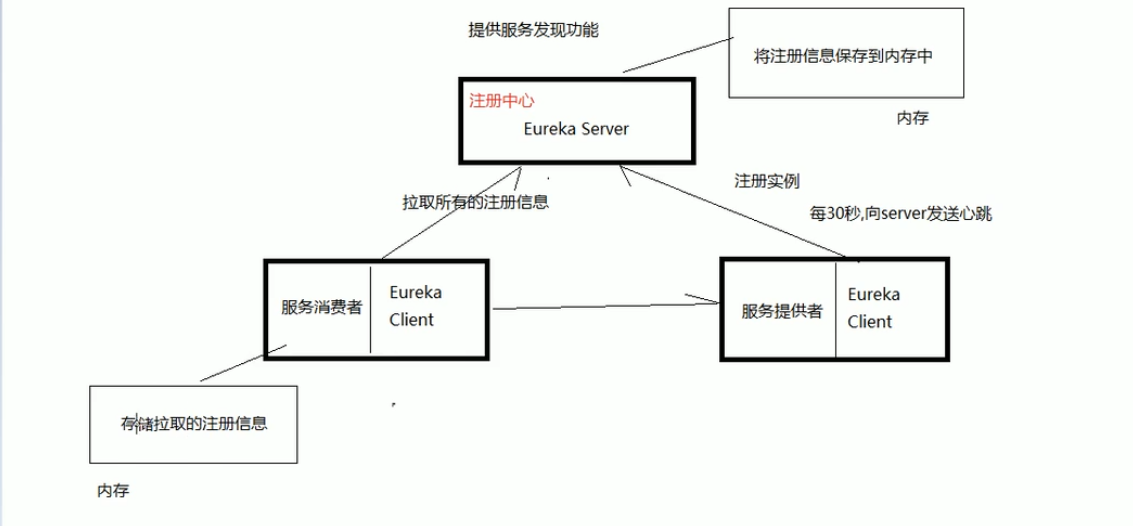 提供服务发现功能
将注册信息保存到内存中
注册中心
Eureka Server
内存
拉取所有的注册信息
注册实例
每30秒,向server发送心跳
服务消费者
Eureka
Client
服务提供者
Eureka
Client
存储拉取的注册信息
内存